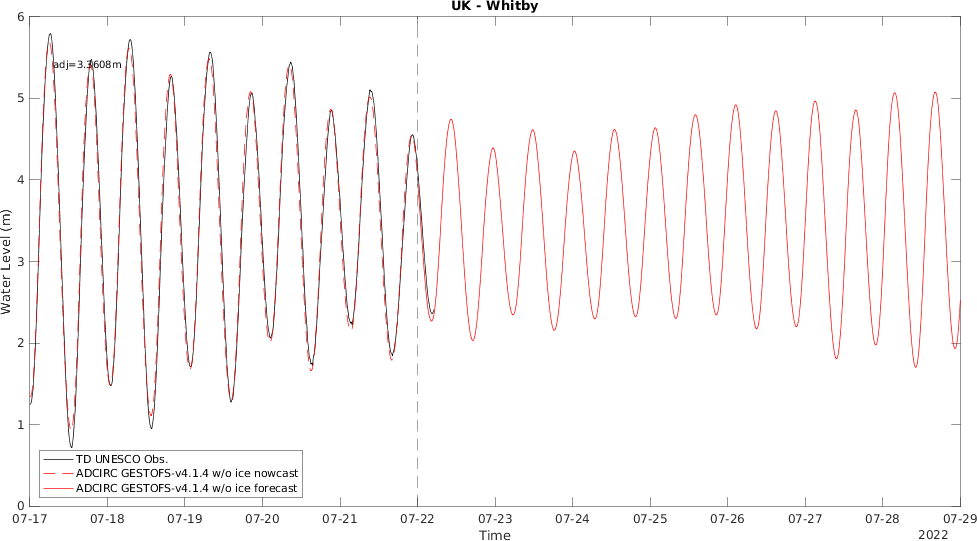 UK - Whitby
adj=3.3608m
Water Level (m)
6
5
4
3
2
1
0
TD UNESCO Obs.
ADCIRC GESTOFS-v4.1.4 w/o ice nowcast
ADCIRC GESTOFS-v4.1.4 w/o ice forecast
07-17 07-18 07-19 07-20 07-21 07-22 07-23 07-24 07-25 07-26 07-27 07-28 07-29
Time
2022